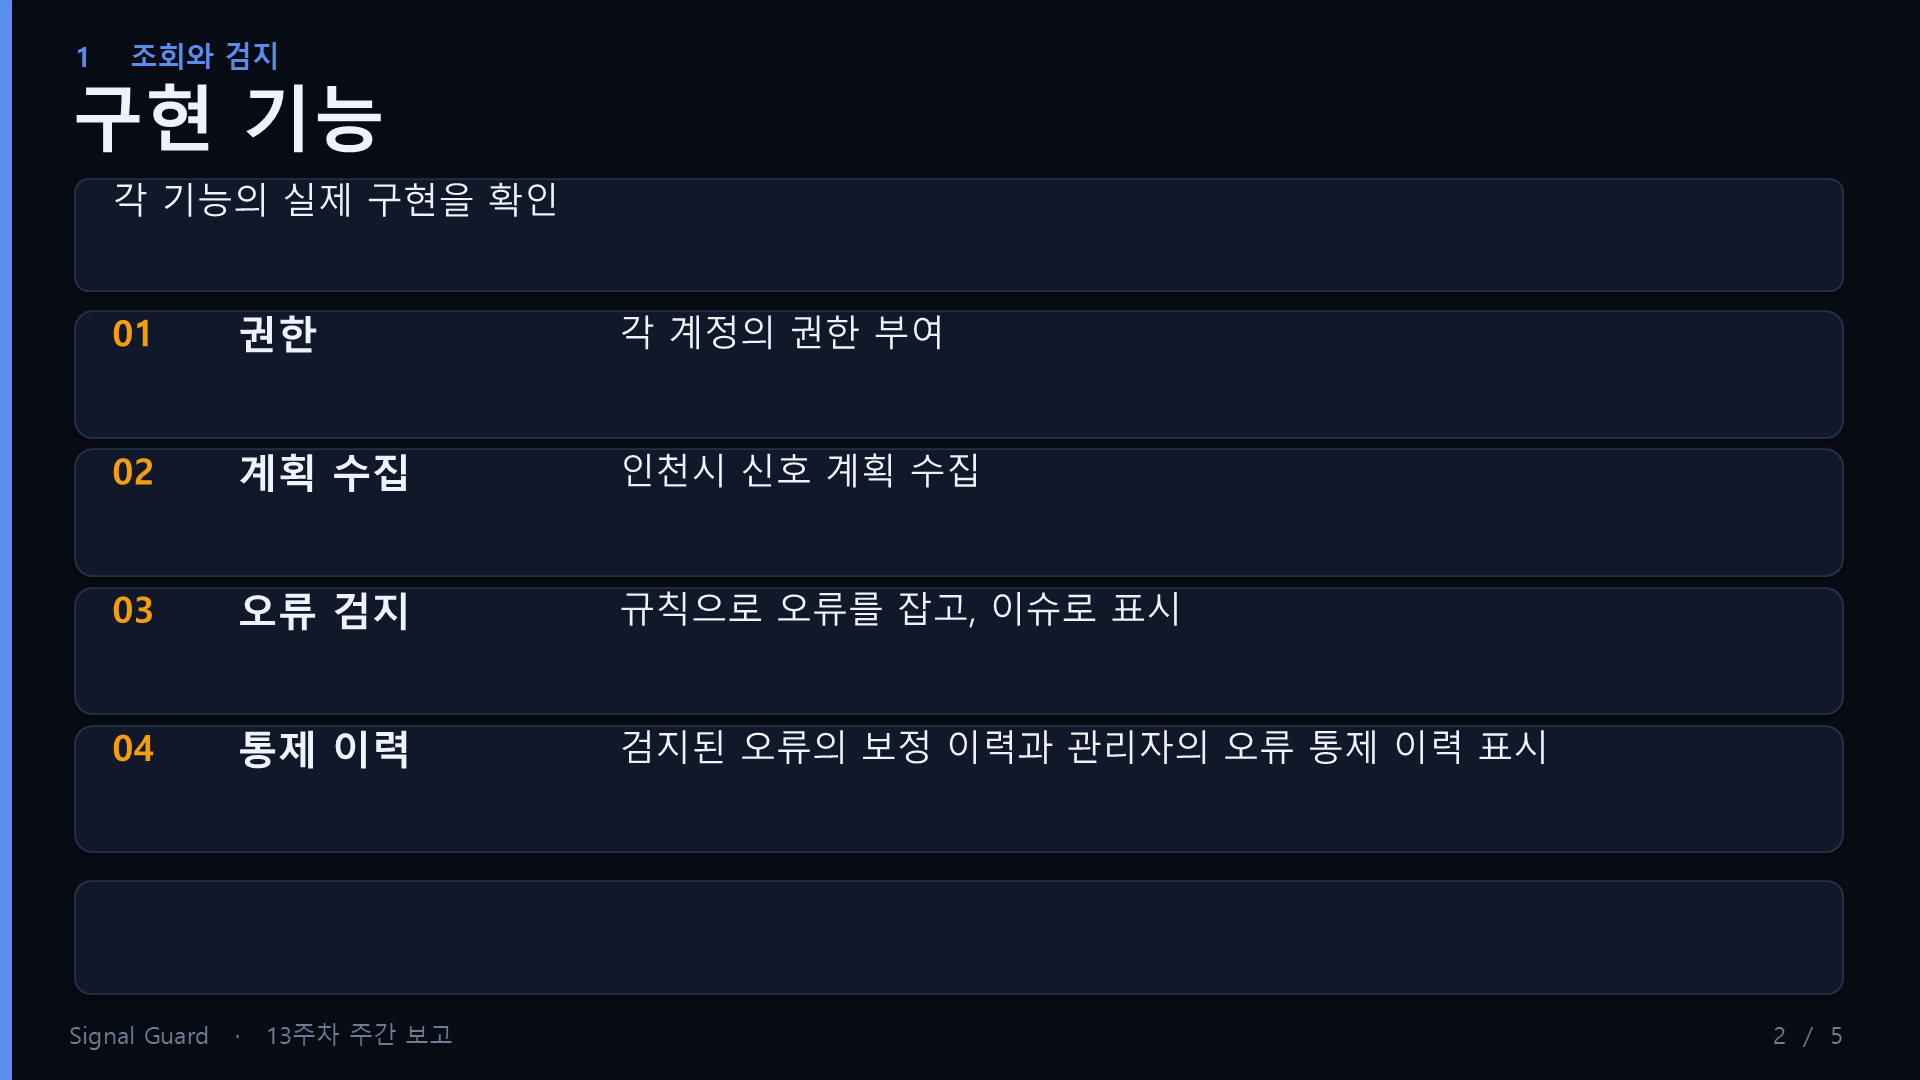 1 조회와 검지
구현 기능
각 기능의 실제 구현을 확인
01 권한 각 계정의 권한 부여
02 계획 수집 인천시 신호 계획 수집
03 오류 검지 규칙으로 오류를 잡고, 이슈로 표시
04 통제 이력 검지된 오류의 보정 이력과 관리자의 오류 통제 이력 표시
Signal Guard · 13주차 주간 보고 2 / 5